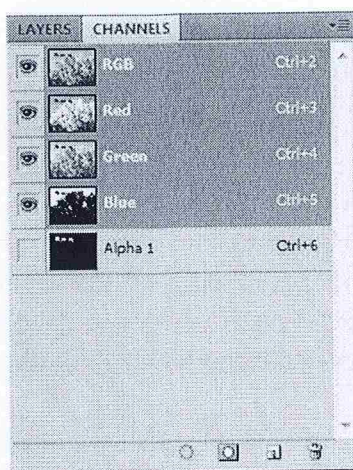 LAYERS CHANNELS
RGB Ctrl+2
Red Ctrl+3
Green Ctrl+4
Blue Ctrl+5
Alpha 1 Ctrl+6